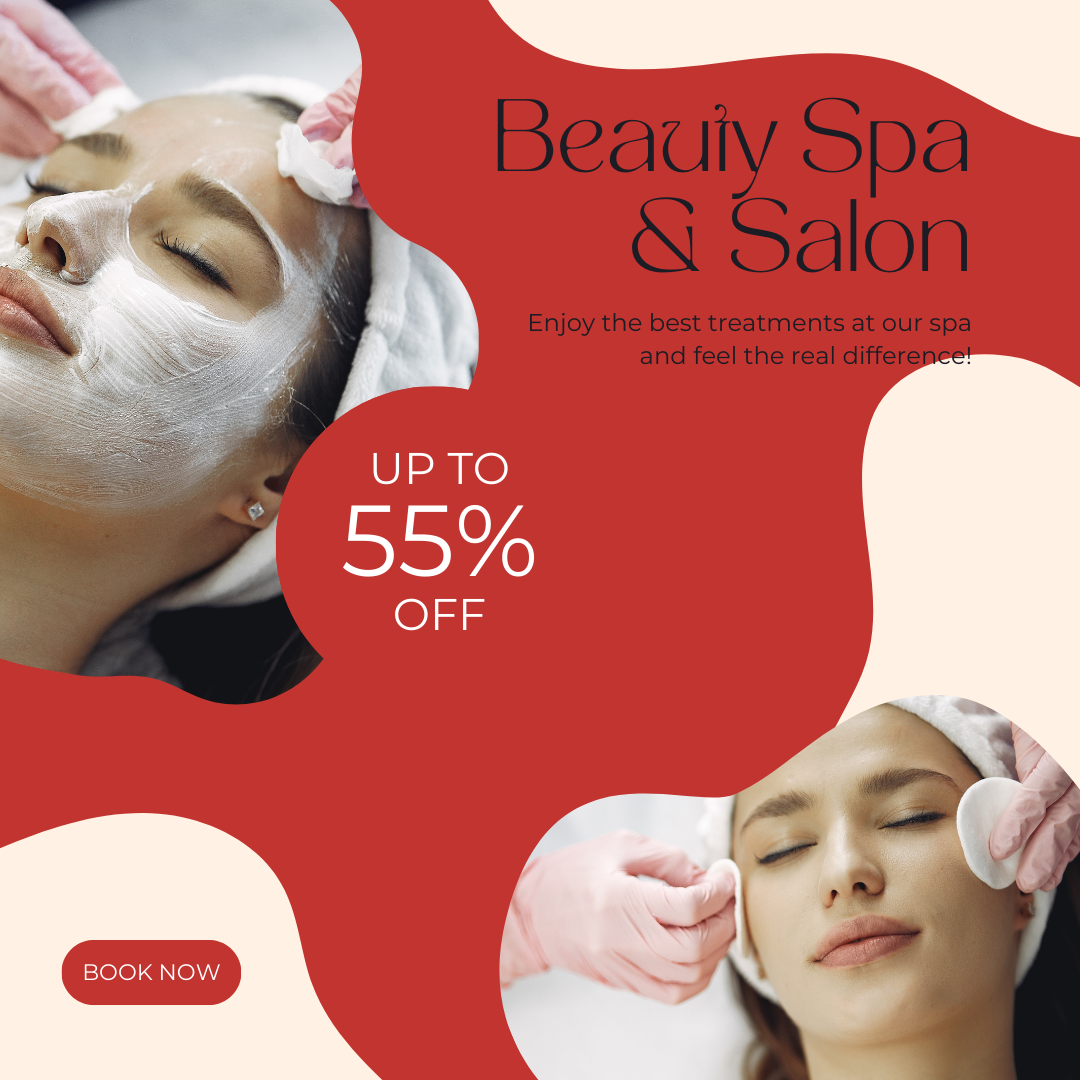 Beauty Spa
& Salon
Enjoy the best treatments at our spa
and feel the real difference!
UP TO
55%
OFF
BOOK NOW